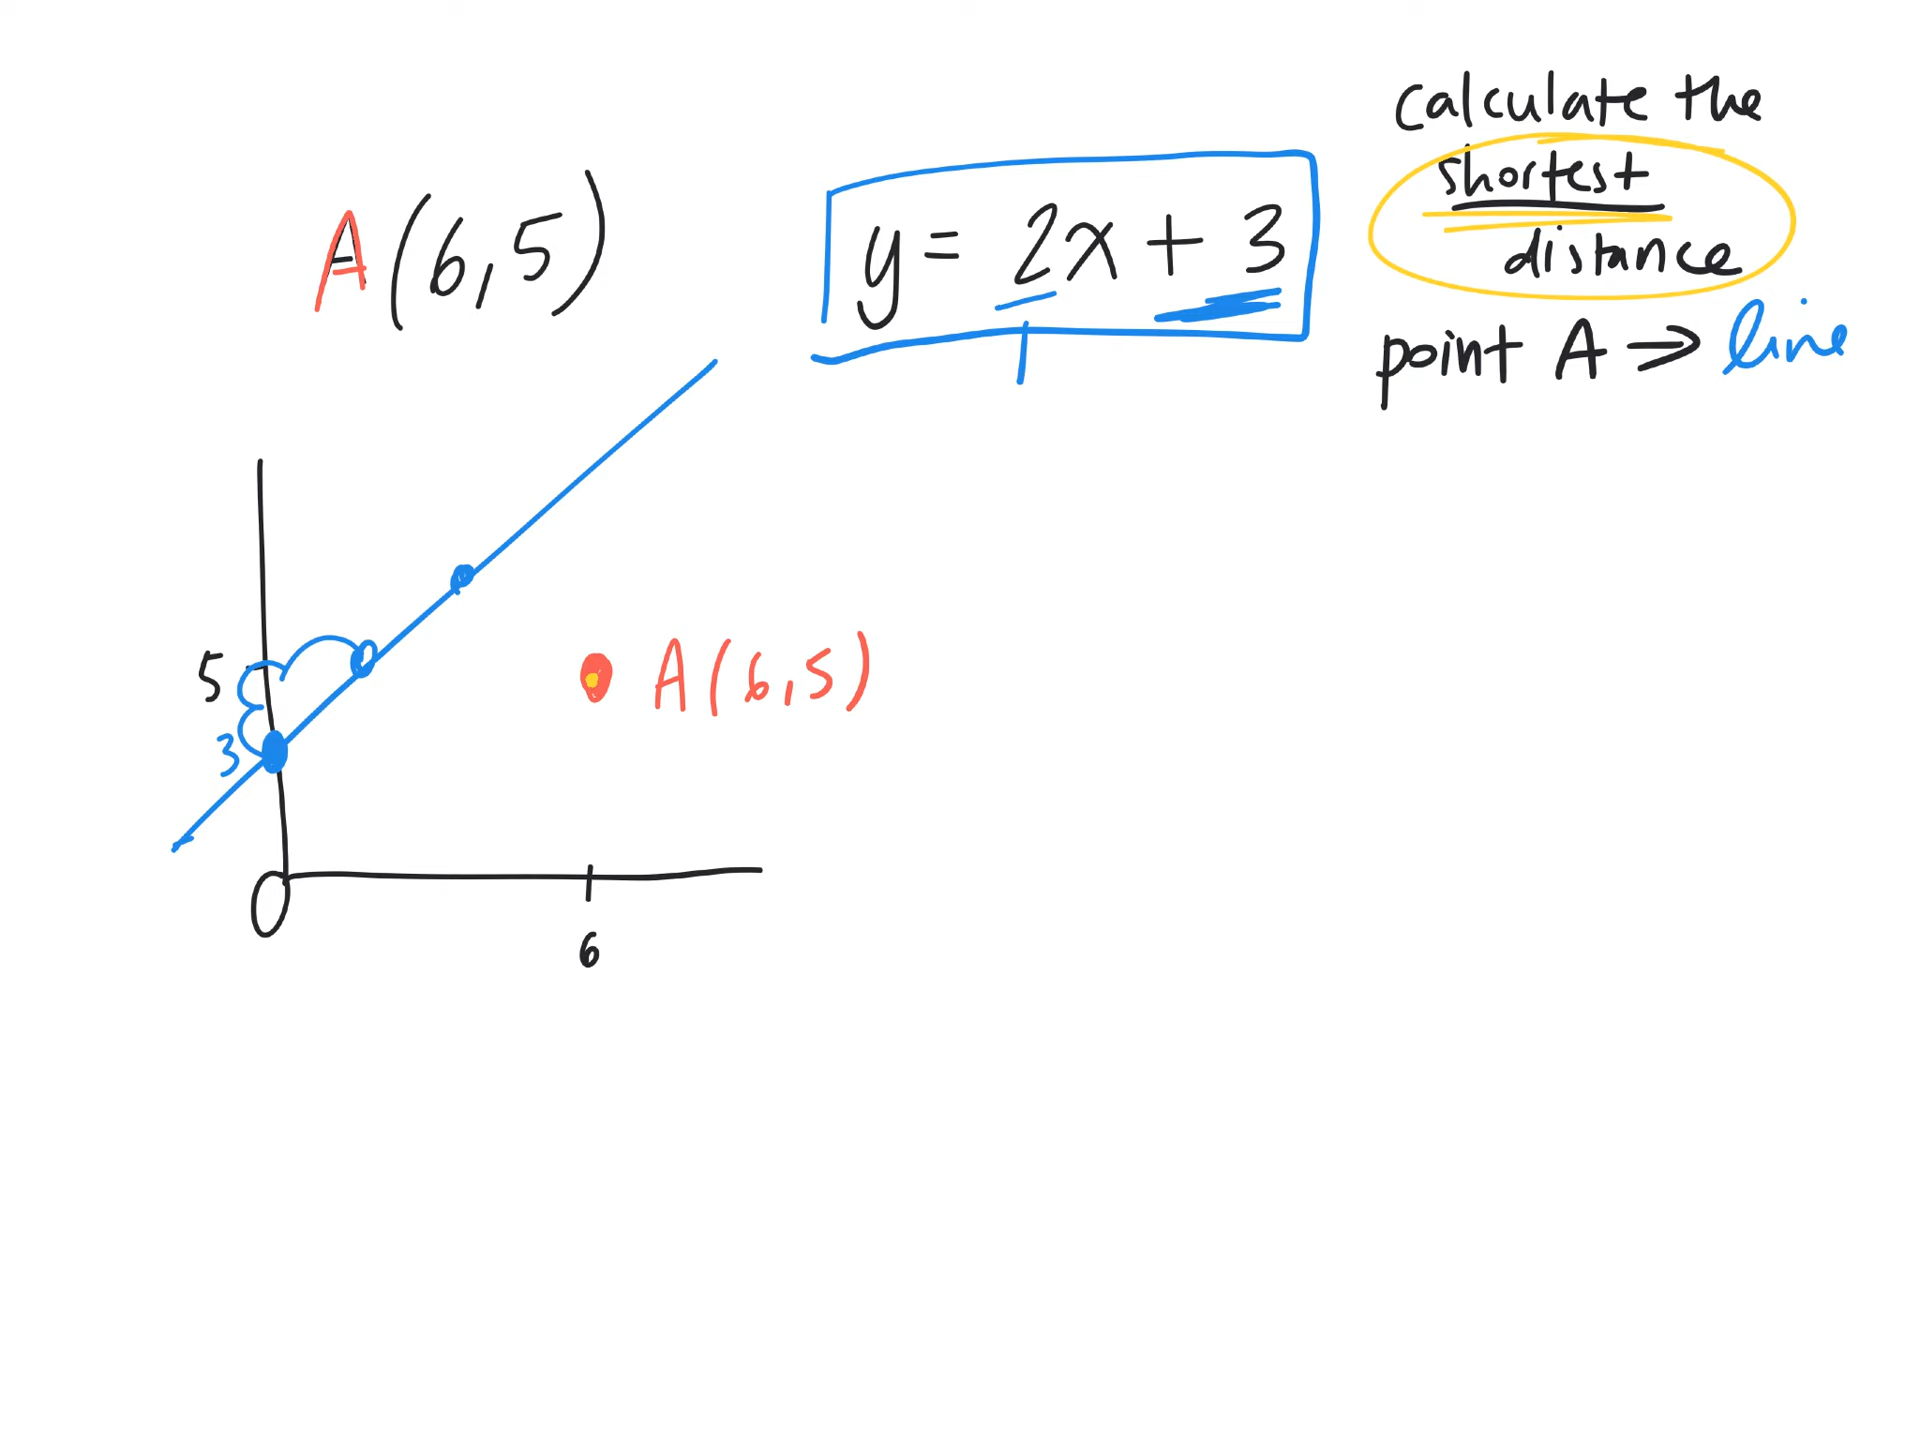 calculate the
shortest
distance
point A → line
A(6,5)
y = 2x + 3
5
A(6,5)
3
0
6